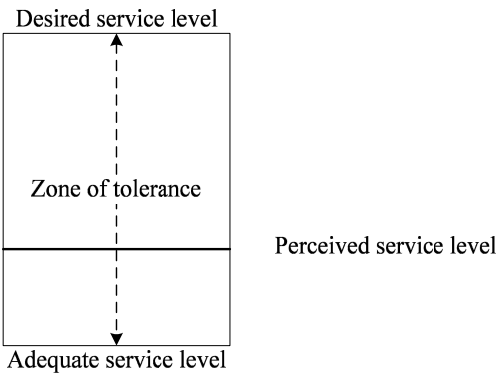 Desired service level
Zone of tolerance
Perceived service level
Adequate service level